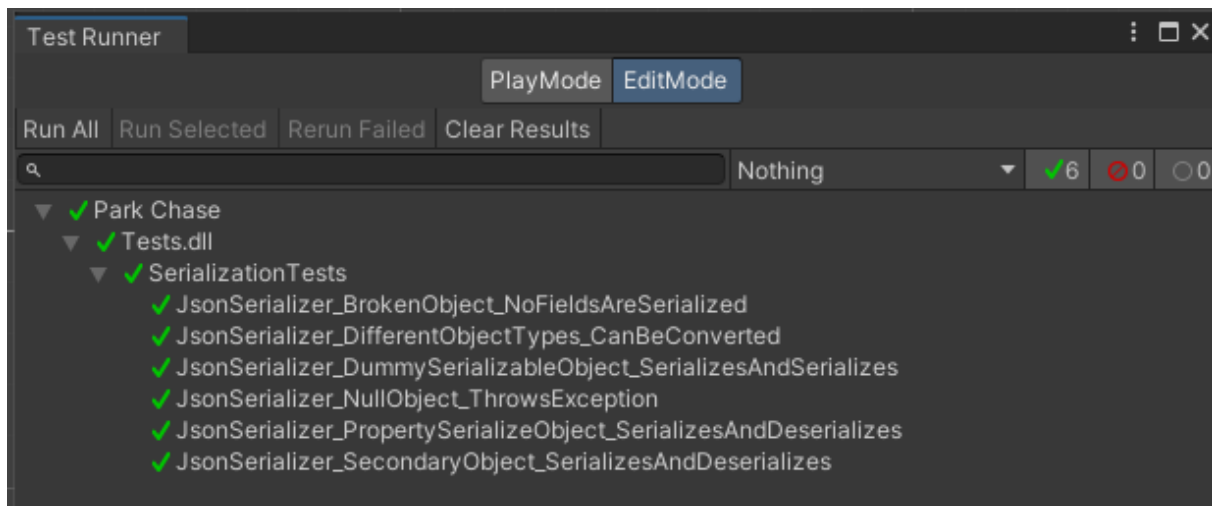 Test Runner
PlayMode EditMode
Run All Run Selected Rerun Failed Clear Results
Nothing 6 0 0
Park Chase
Tests.dll
SerializationTests
JsonSerializer_BrokenObject_NoFieldsAreSerialized
JsonSerializer_DifferentObjectTypes_CanBeConverted
JsonSerializer_DummySerializableObject_SerializesAndSerializes
JsonSerializer_NullObject_ThrowsException
JsonSerializer_PropertySerializeObject_SerializesAndDeserializes
JsonSerializer_SecondaryObject_SerializesAndDeserializes